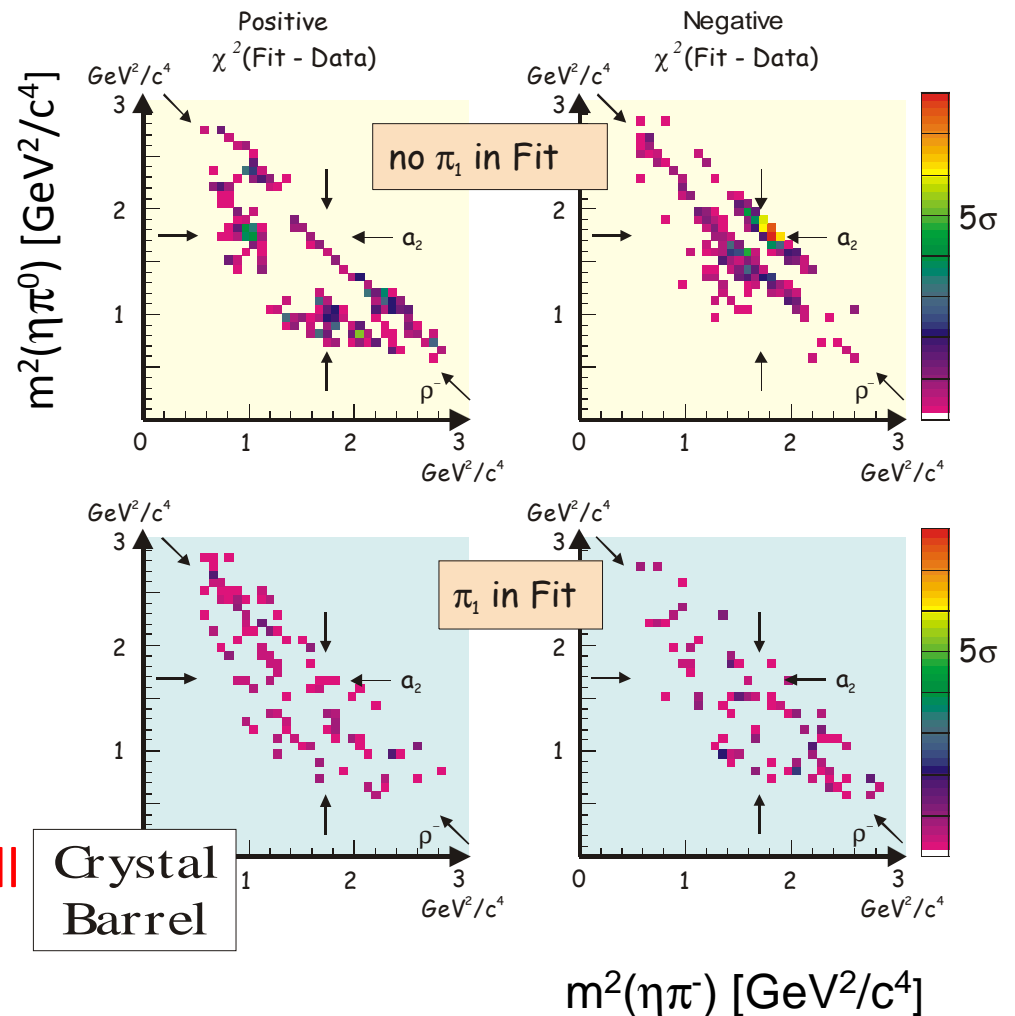 Positive
χ²(Fit - Data)
Negative
χ²(Fit - Data)
m²(ηπ⁰) [GeV²/c⁴]
GeV²/c⁴
3
2
1
0
1
2
3
GeV²/c⁴
a₂
ρ⁻
no π₁ in Fit
GeV²/c⁴
3
2
1
0
1
2
3
GeV²/c⁴
a₂
ρ⁻
5σ
GeV²/c⁴
3
2
1
1
2
3
GeV²/c⁴
a₂
ρ⁻
π₁ in Fit
GeV²/c⁴
3
2
1
0
1
2
3
GeV²/c⁴
a₂
ρ⁻
5σ
Crystal
Barrel
m²(ηπ⁻) [GeV²/c⁴]